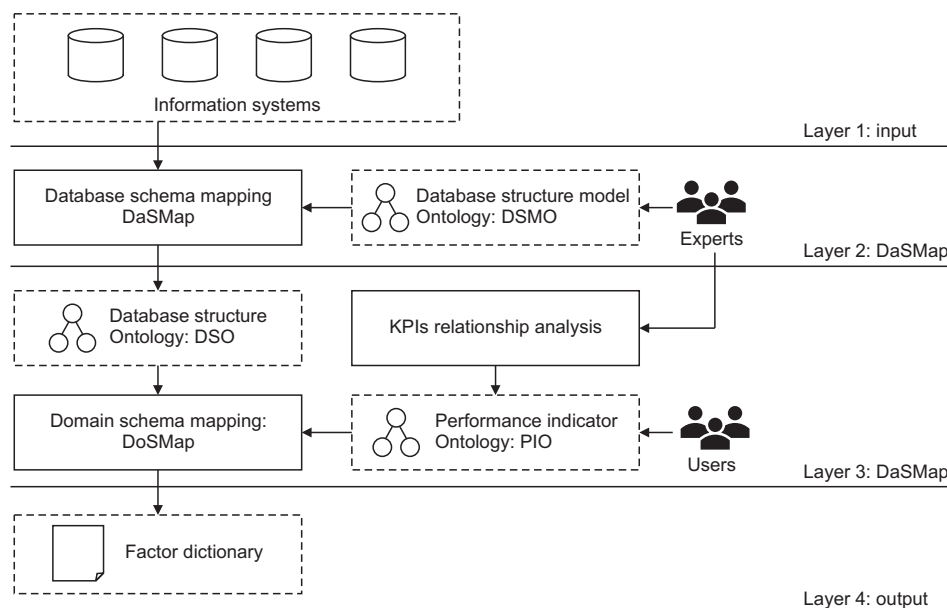 Information systems
Layer 1: input
Database schema mapping
DaSMap
Database structure model
Ontology: DSMO
Experts
Layer 2: DaSMap
Database structure
Ontology: DSO
KPIs relationship analysis
Domain schema mapping:
DoSMap
Performance indicator
Ontology: PIO
Users
Layer 3: DaSMap
Factor dictionary
Layer 4: output